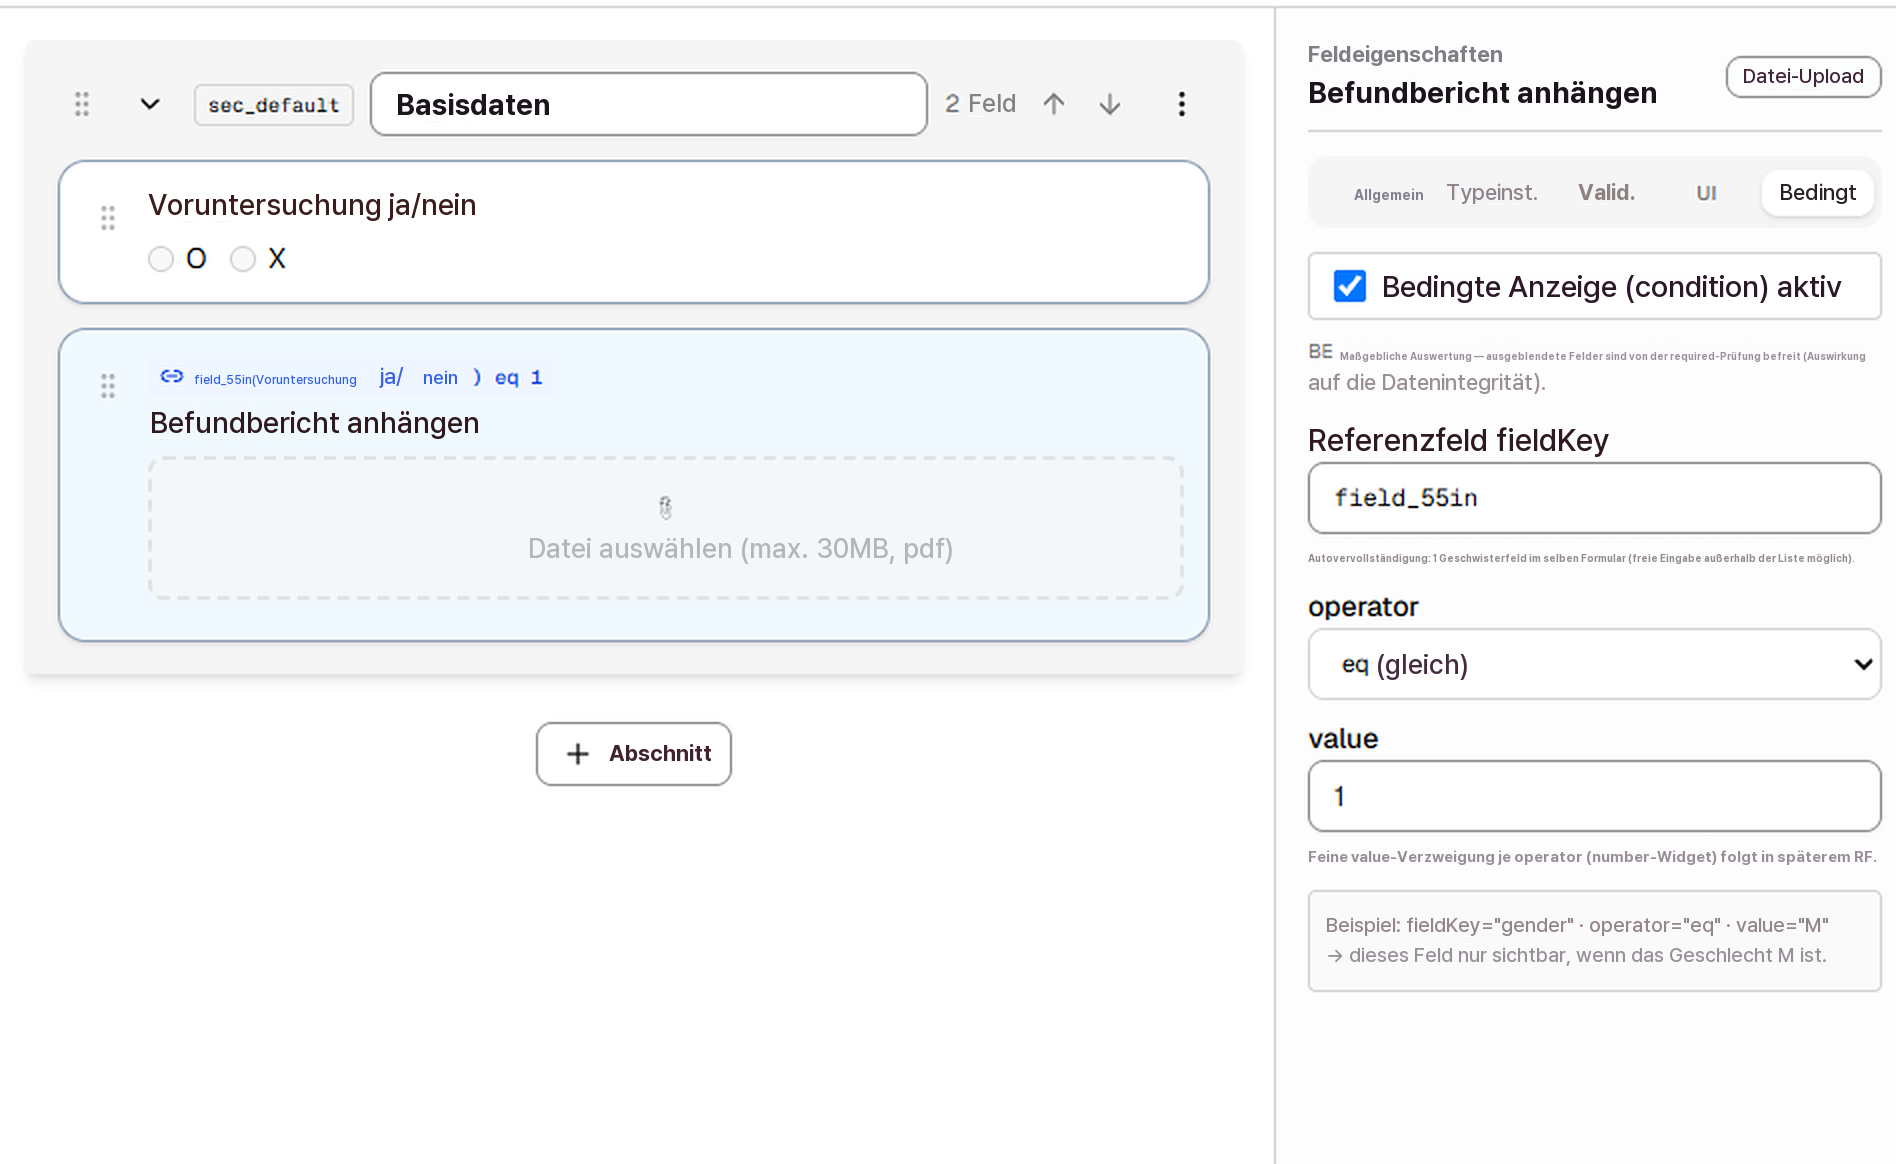 sec_default
Basisdaten
2 Feld
Voruntersuchung ja/nein
O X
field_55in(Voruntersuchung ja/ nein ) eq 1
Befundbericht anhängen
Datei auswählen (max. 30MB, pdf)
Abschnitt
Feldeigenschaften
Befundbericht anhängen
Datei-Upload
Allgemein Typeinst. Valid. UI Bedingt
Bedingte Anzeige (condition) aktiv
BE Maßgebliche Auswertung — ausgeblendete Felder sind von der required-Prüfung befreit (Auswirkung
auf die Datenintegrität).
Referenzfeld fieldKey
field_55in
Autovervollständigung: 1 Geschwisterfeld im selben Formular (freie Eingabe außerhalb der Liste möglich).
operator
eq (gleich)
value
1
Feine value-Verzweigung je operator (number-Widget) folgt in späterem RF.
Beispiel: fieldKey="gender" · operator="eq" · value="M"
→ dieses Feld nur sichtbar, wenn das Geschlecht M ist.